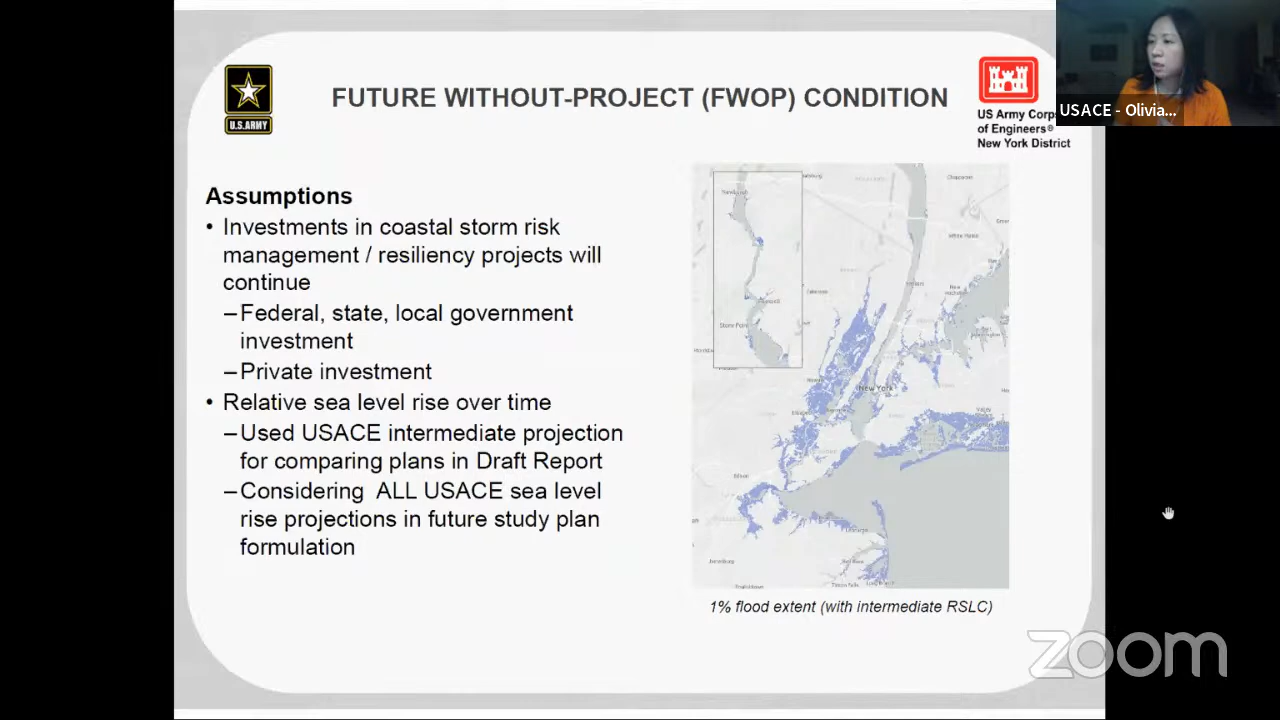 FUTURE WITHOUT-PROJECT (FWOP) CONDITION
U.S.ARMY
US Army Corps
of Engineers®
New York District
USACE - Olivia...
Assumptions
• Investments in coastal storm risk
management / resiliency projects will
continue
–Federal, state, local government
investment
–Private investment
• Relative sea level rise over time
–Used USACE intermediate projection
for comparing plans in Draft Report
–Considering ALL USACE sea level
rise projections in future study plan
formulation
New York
1% flood extent (with intermediate RSLC)
zoom